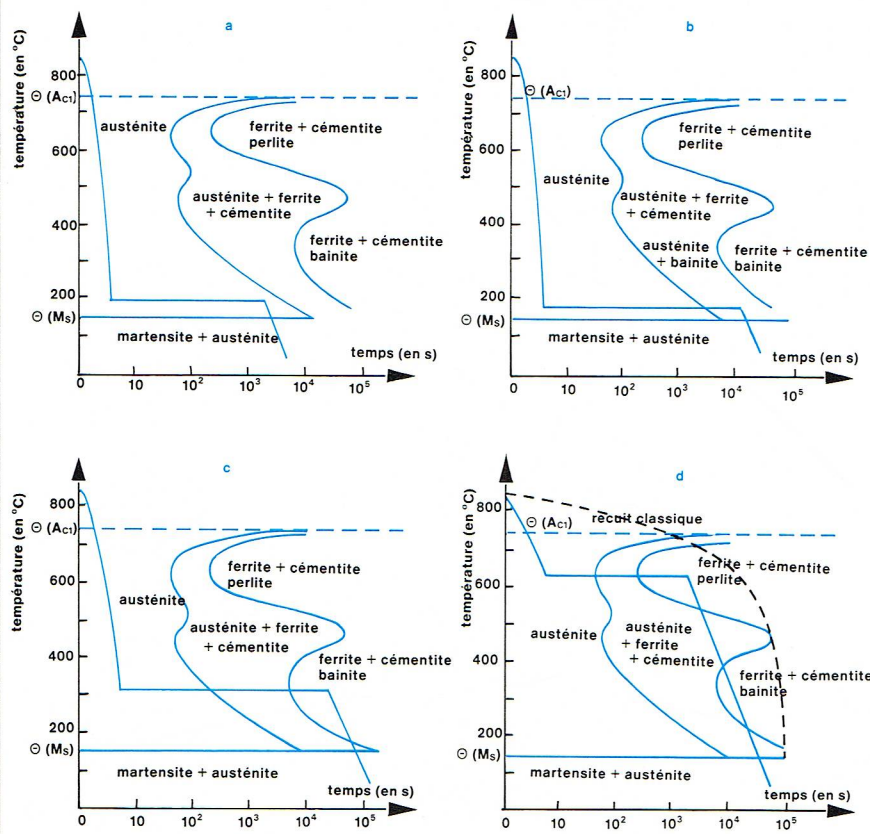 a
température (en °C)
800
Θ (AC1)
600
400
200
Θ (MS)
austénite
ferrite + cémentite
perlite
austénite + ferrite
+ cémentite
ferrite + cémentite
bainite
martensite + austénite
temps (en s)
0 10 10² 10³ 10⁴ 10⁵
b
température (en °C)
800
Θ (AC1)
600
400
200
Θ (MS)
ferrite + cémentite
perlite
austénite
austénite + ferrite
+ cémentite
austénite
+ bainite
ferrite + cémentite
bainite
martensite + austénite
temps (en s)
0 10 10² 10³ 10⁴ 10⁵
c
température (en °C)
800
Θ (AC1)
600
400
200
Θ (MS)
ferrite + cémentite
perlite
austénite
austénite + ferrite
+ cémentite
ferrite + cémentite
bainite
martensite + austénite
temps (en s)
0 10 10² 10³ 10⁴ 10⁵
d
température (en °C)
800
Θ (AC1)
recuit classique
600
400
200
Θ (MS)
ferrite + cémentite
perlite
austénite
austénite
+ ferrite
+ cémentite
ferrite + cémentite
bainite
martensite + austénite
temps (en s)
0 10 10² 10³ 10⁴ 10⁵